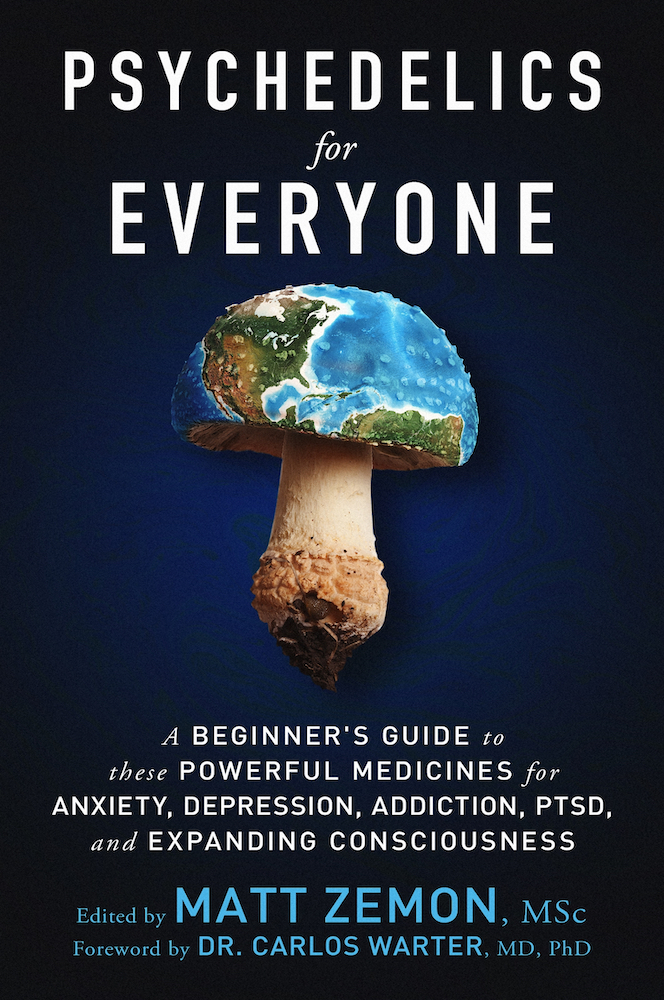 PSYCHEDELICS
for
EVERYONE
A BEGINNER'S GUIDE to
these POWERFUL MEDICINES for
ANXIETY, DEPRESSION, ADDICTION, PTSD,
and EXPANDING CONSCIOUSNESS
Edited by MATT ZEMON, MSc
Foreword by DR. CARLOS WARTER, MD, PhD